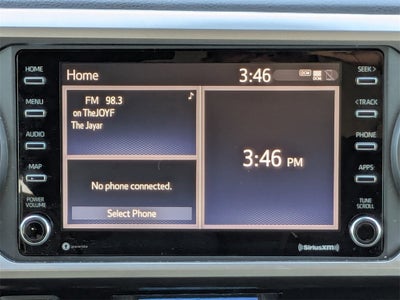 HOME
MENU
AUDIO
MAP
POWER
VOLUME
Home
3:46
DCM
FM 98.3
on TheJOYF
The Jayar
3:46 PM
No phone connected.
Select Phone
SEEK >
< TRACK
PHONE
APPS
TUNE
SCROLL
((SiriusXM))